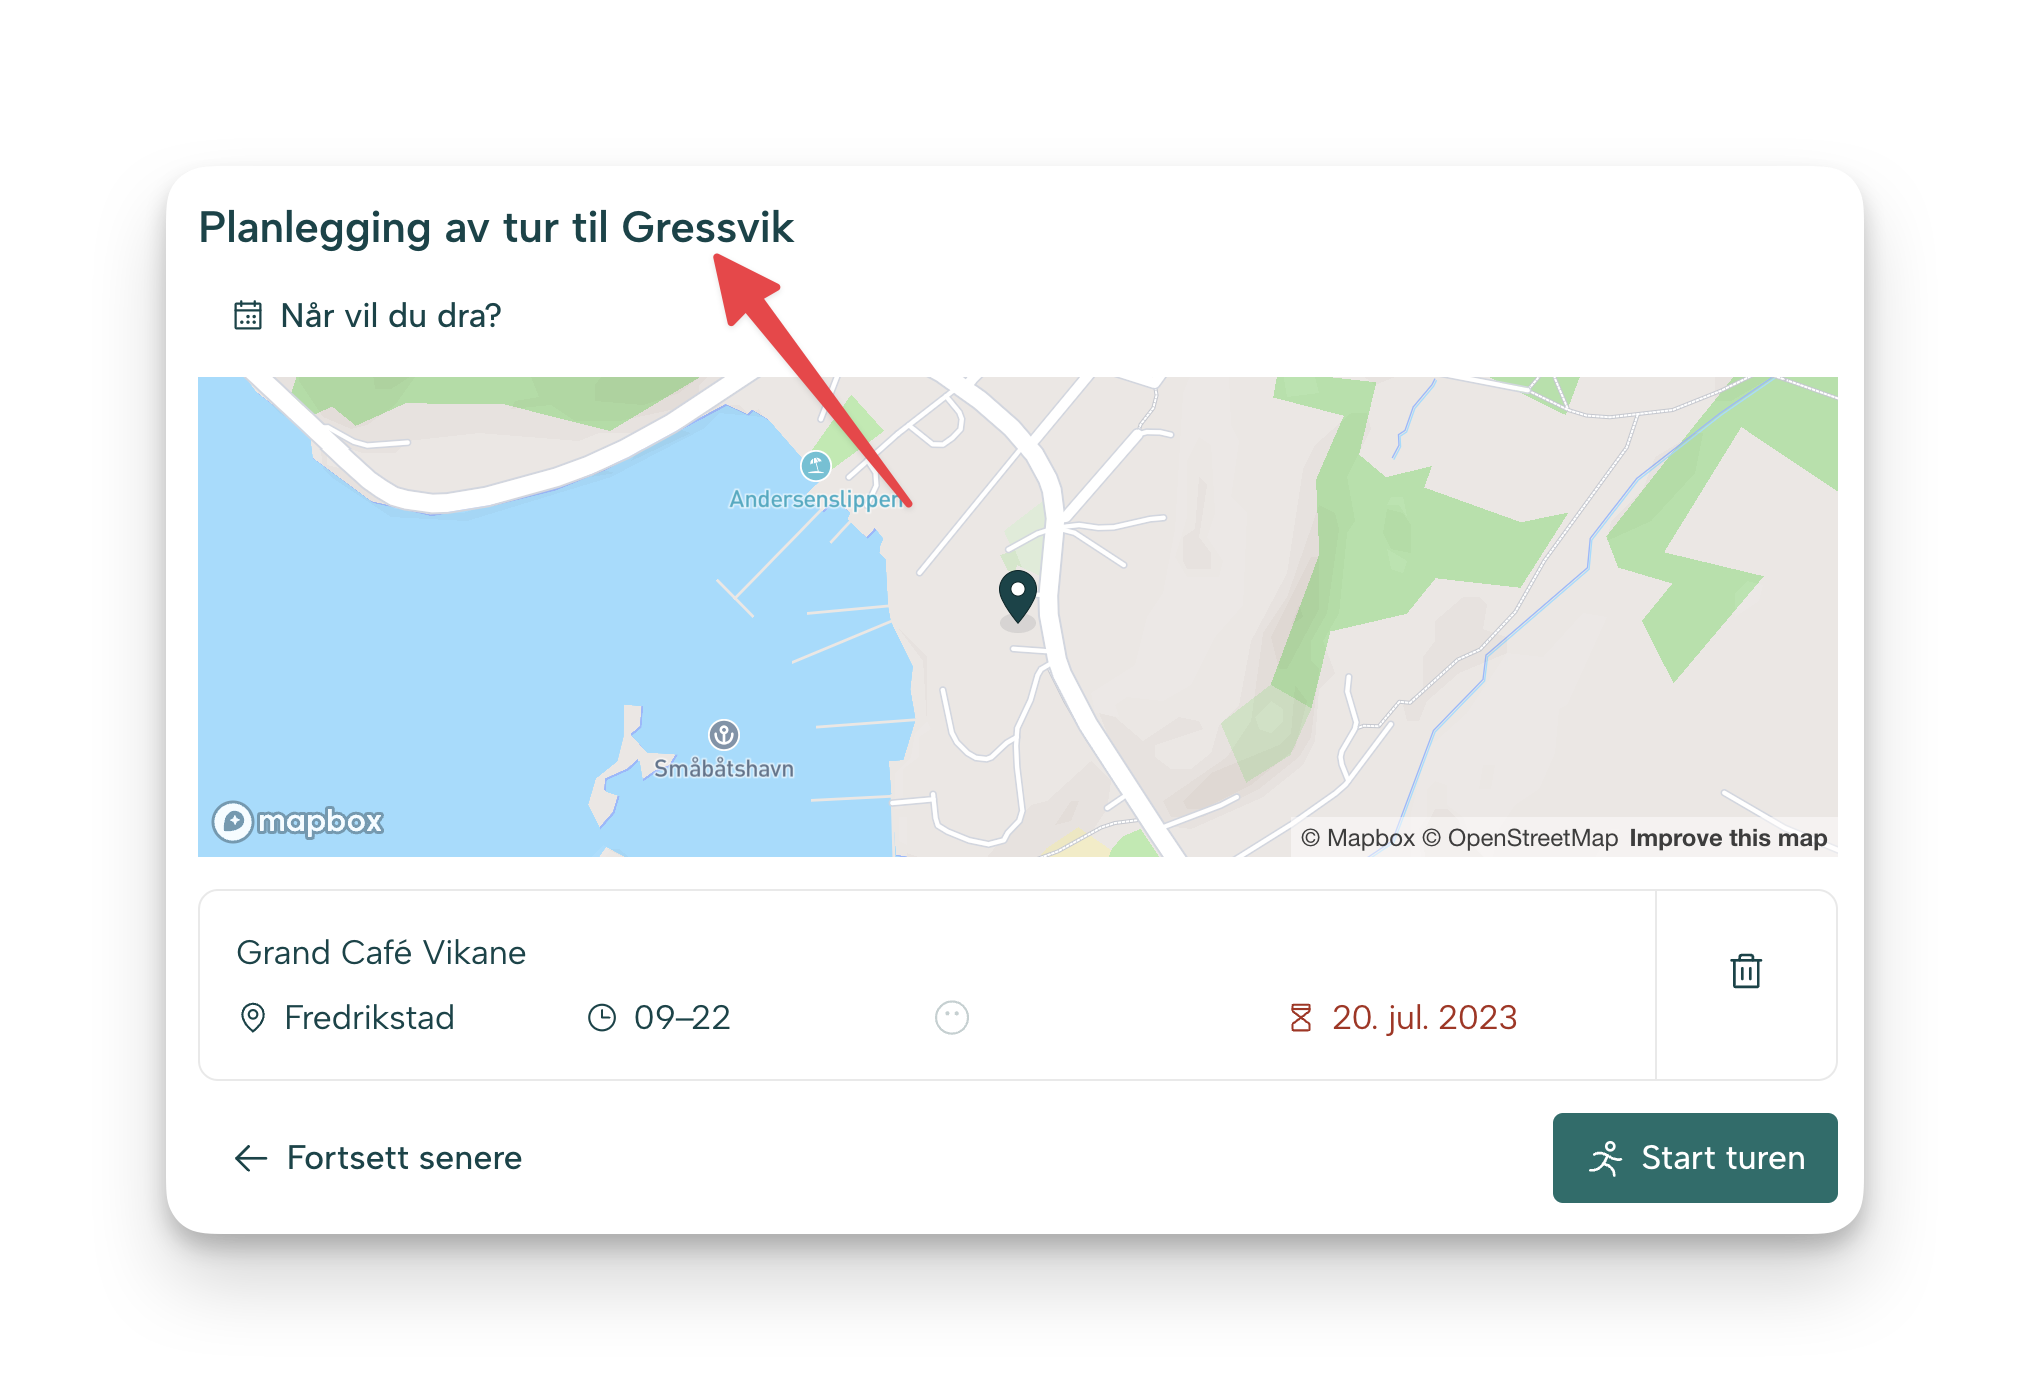 Planlegging av tur til Gressvik
Når vil du dra?
Andersenslippen
Småbåtshavn
mapbox
© Mapbox © OpenStreetMap Improve this map
Grand Café Vikane
Fredrikstad 09–22 20. jul. 2023
Fortsett senere
Start turen